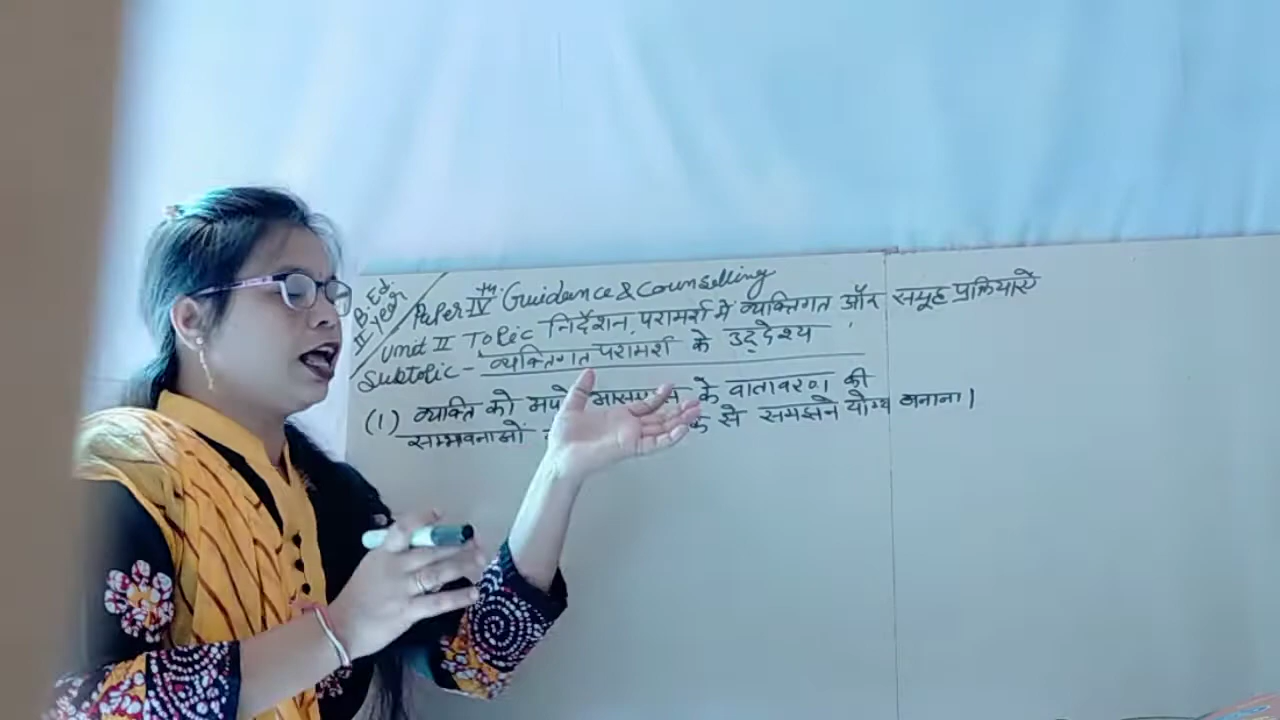 B.Ed. II Year
Paper-IVth Guidance & Counselling
Unit II Topic निर्देशन, परामर्श में व्यक्तिगत और समूह प्रक्रियाऐ
Subtopic - व्यक्तिगत परामर्श के उद्देश्य
(1) व्यक्ति को अपने के वातावरण की
सम्भवनाओ से समझने योग्य बनाना।